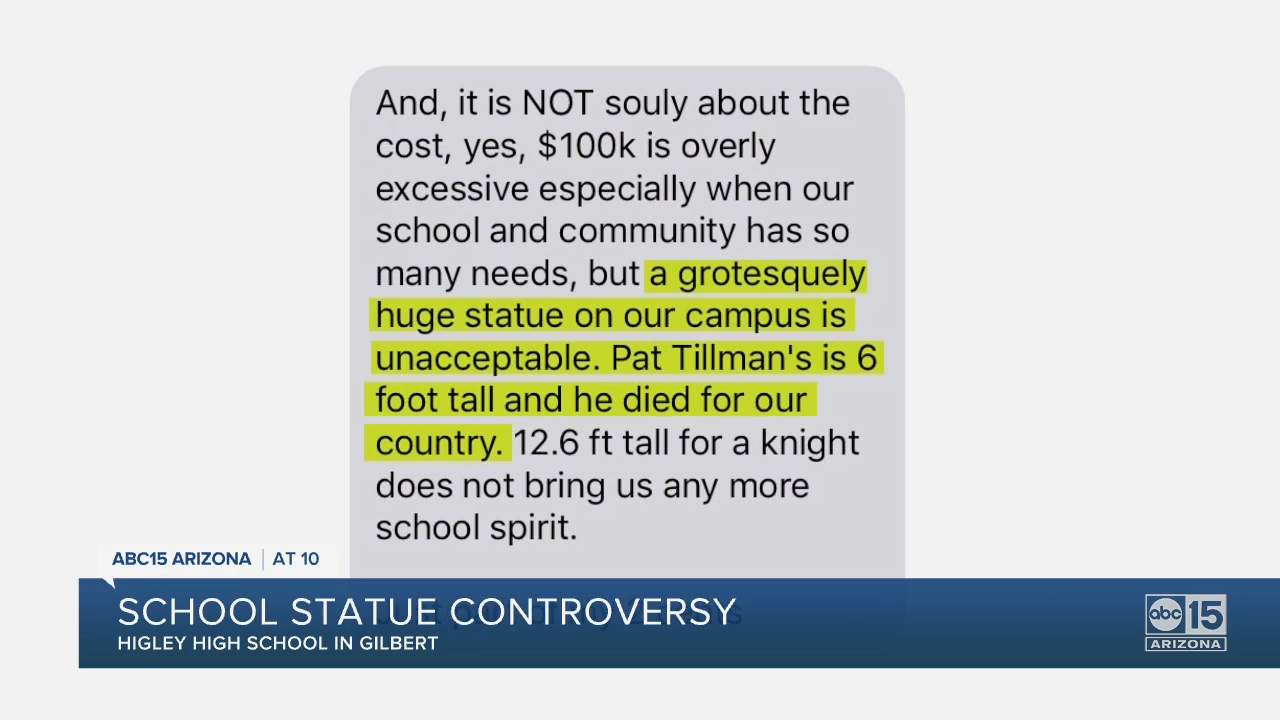 And, it is NOT souly about the
cost, yes, $100k is overly
excessive especially when our
school and community has so
many needs, but a grotesquely
huge statue on our campus is
unacceptable. Pat Tillman's is 6
foot tall and he died for our
country. 12.6 ft tall for a knight
does not bring us any more
school spirit.
ABC15 ARIZONA | AT 10
SCHOOL STATUE CONTROVERSY
HIGLEY HIGH SCHOOL IN GILBERT
abc 15
ARIZONA